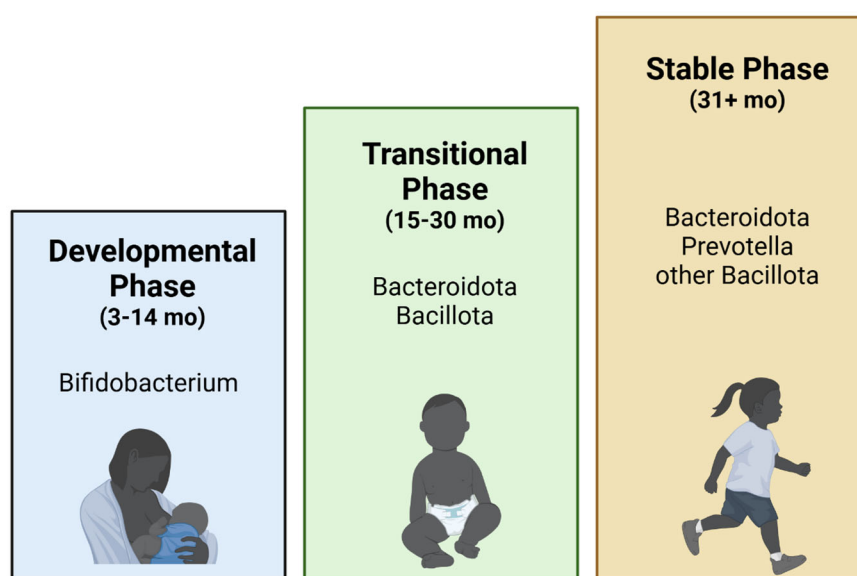 Developmental
Phase
(3-14 mo)
Bifidobacterium
Transitional
Phase
(15-30 mo)
Bacteroidota
Bacillota
Stable Phase
(31+ mo)
Bacteroidota
Prevotella
other Bacillota